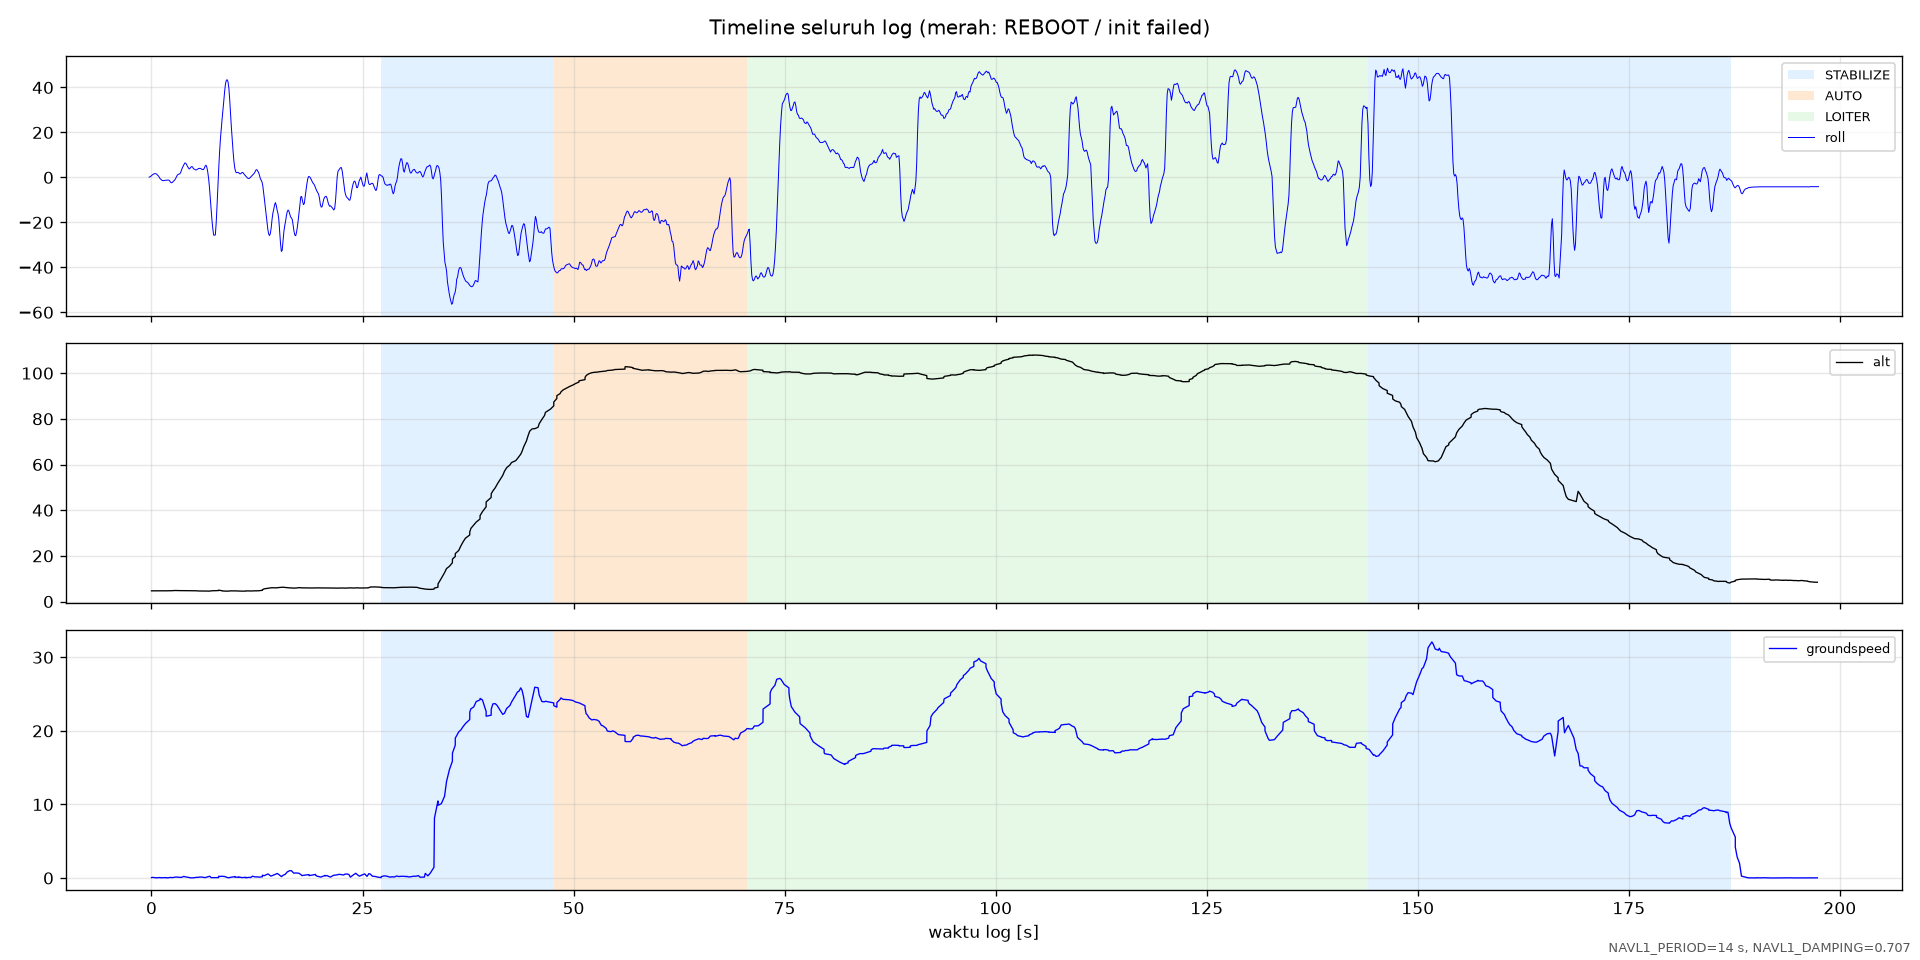 Timeline seluruh log (merah: REBOOT / init failed)
40
20
0
−20
−40
−60
STABILIZE
AUTO
LOITER
roll
100
80
60
40
20
0
alt
30
20
10
0
groundspeed
0 25 50 75 100 125 150 175 200
waktu log [s]
NAVL1_PERIOD=14 s, NAVL1_DAMPING=0.707